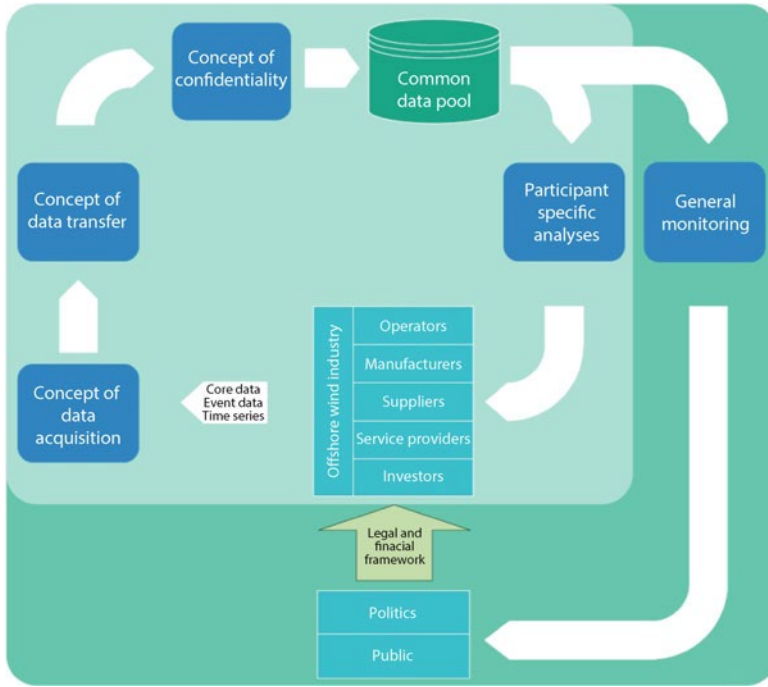 Concept of
confidentiality
Common
data pool
Concept of
data transfer
Participant
specific
analyses
General
monitoring
Offshore wind industry
Operators
Manufacturers
Suppliers
Service providers
Investors
Core data
Event data
Time series
Concept of
data
acquisition
Legal and
finacial
framework
Politics
Public